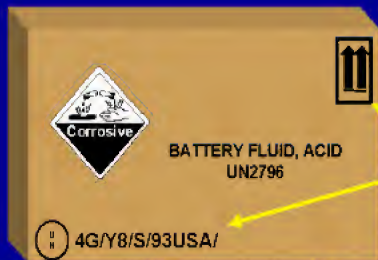 Corrosive
BATTERY FLUID, ACID
UN2796
U
N
4G/Y8/S/93USA/